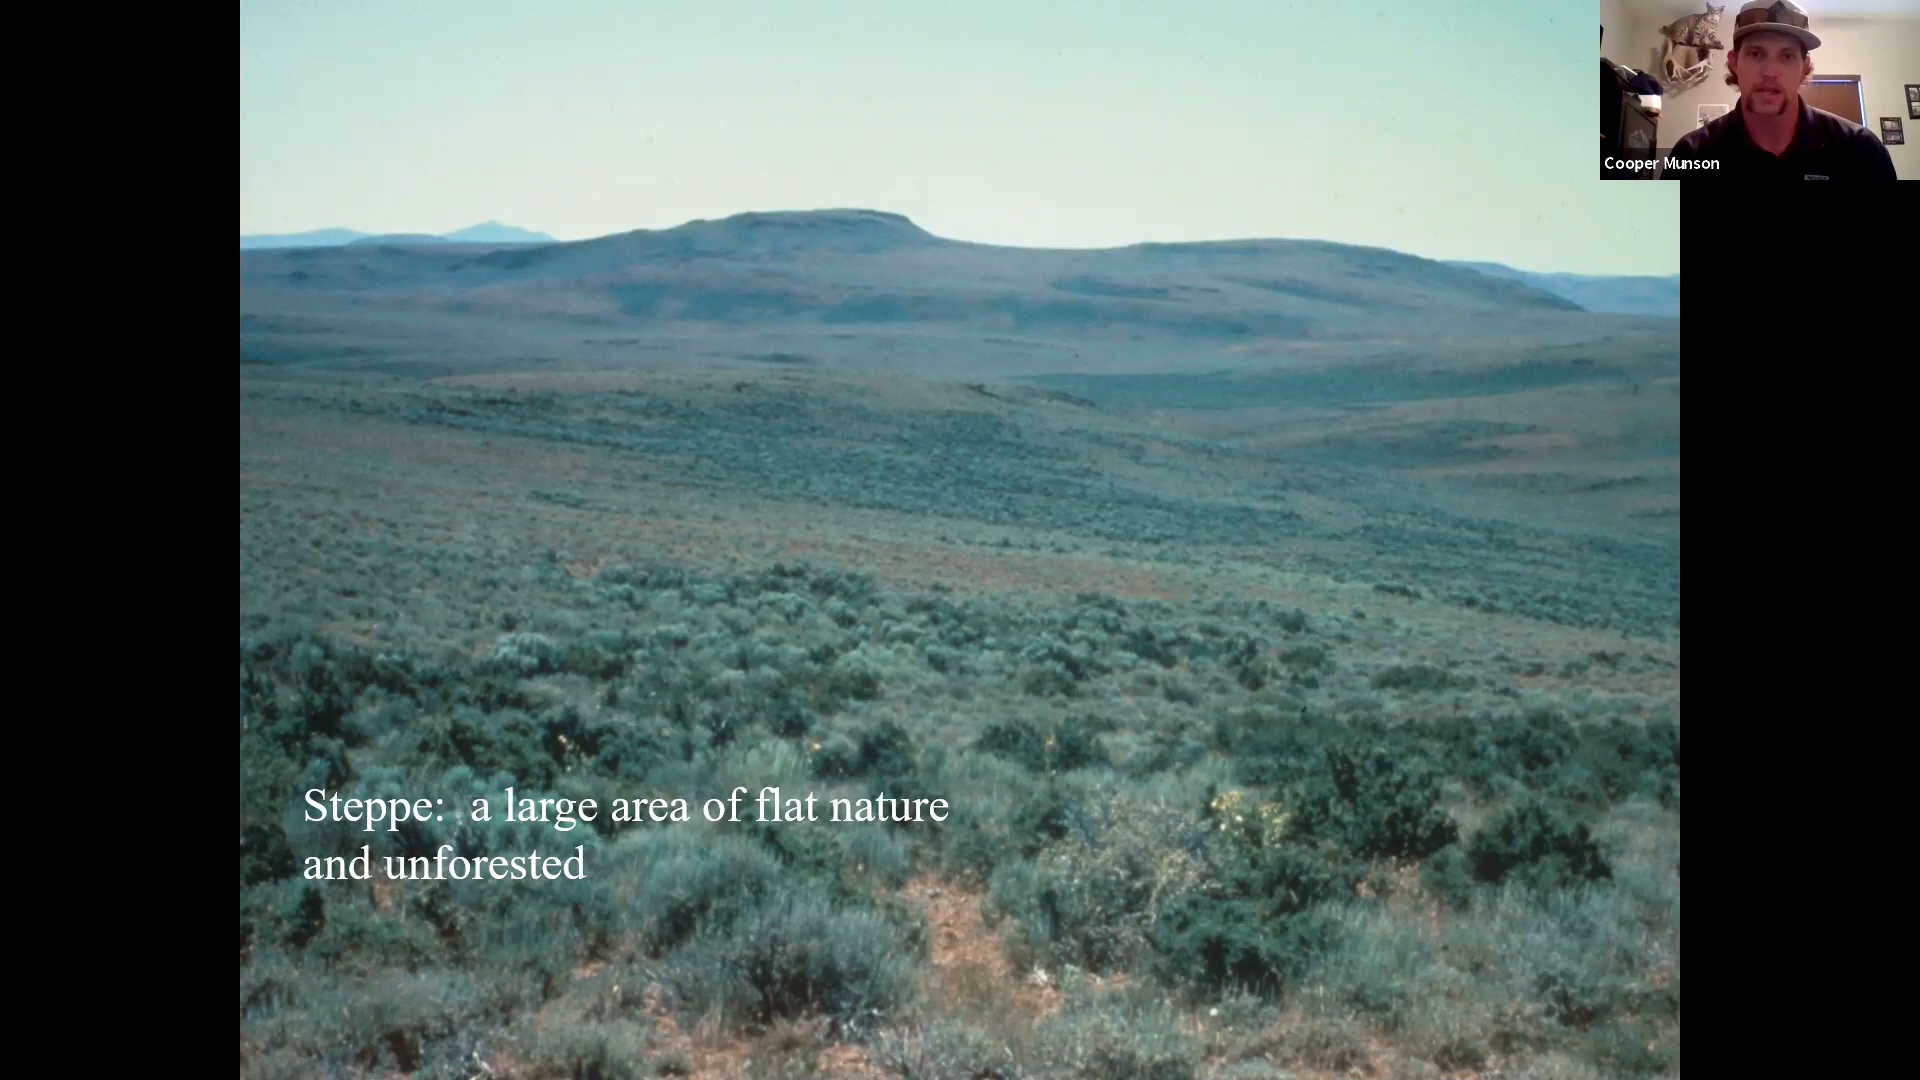 Cooper Munson
Steppe:  a large area of flat nature
and unforested